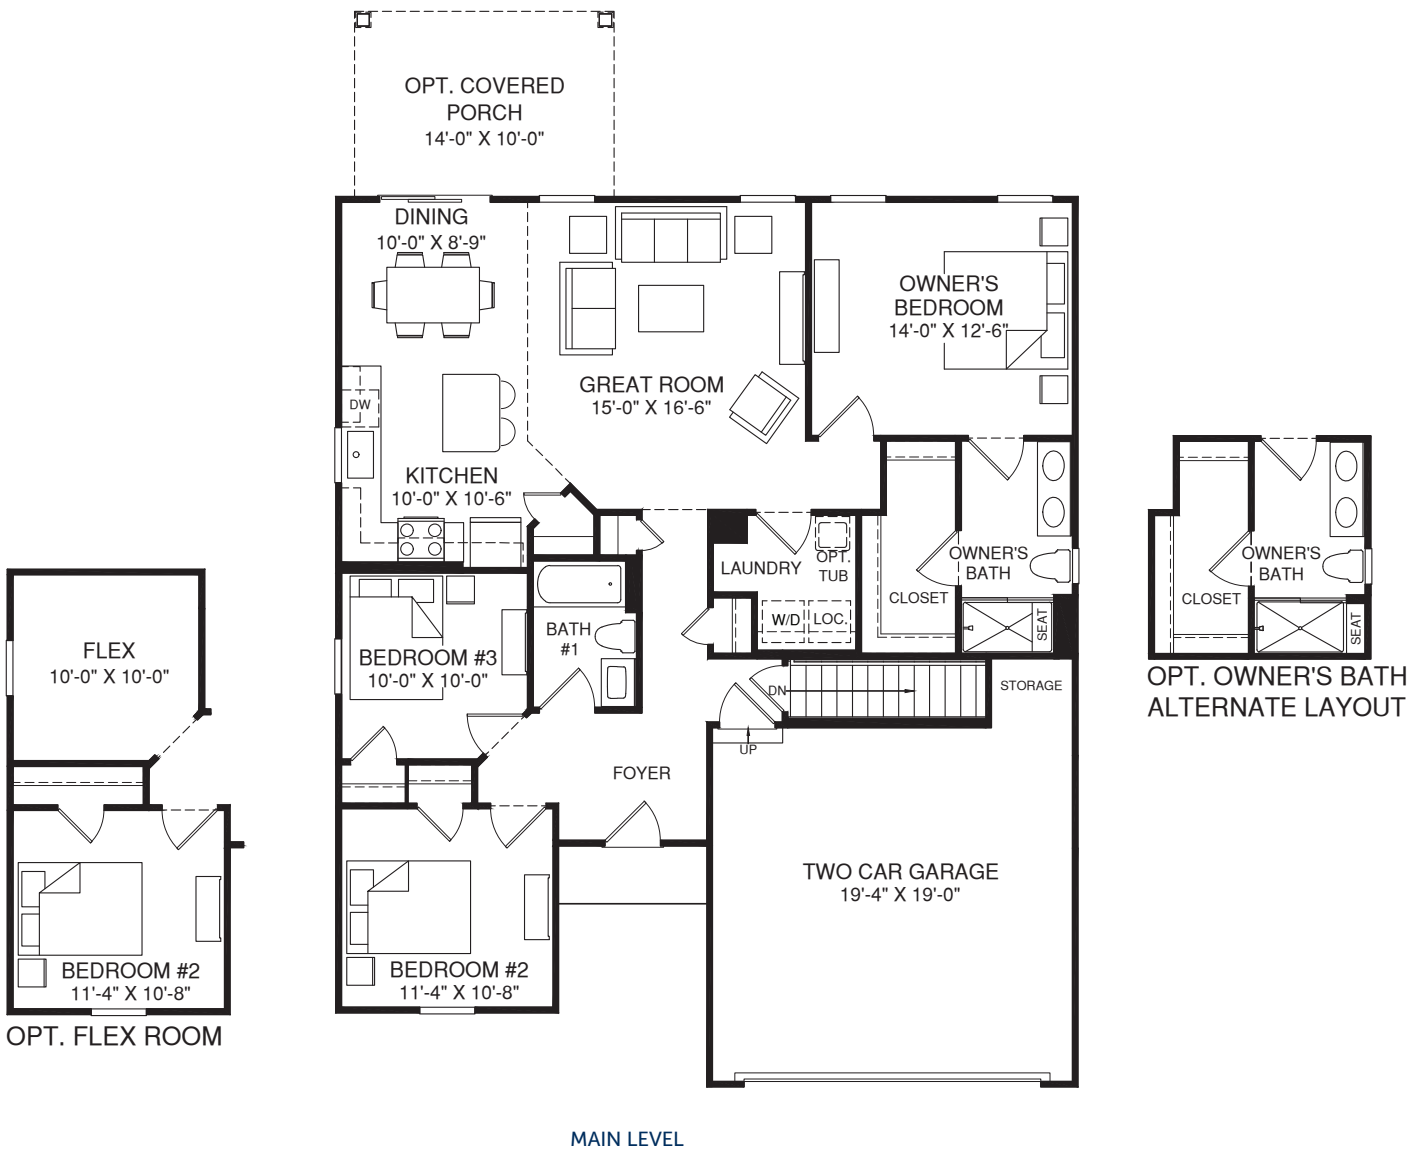 OPT. COVERED
PORCH
14'-0" X 10'-0"
DINING
10'-0" X 8'-9"
OWNER'S
BEDROOM
14'-0" X 12'-6"
GREAT ROOM
15'-0" X 16'-6"
DW
KITCHEN
10'-0" X 10'-6"
LAUNDRY
OPT.
TUB
W/D
LOC.
CLOSET
OWNER'S
BATH
SEAT
BATH
#1
BEDROOM #3
10'-0" X 10'-0"
DN
UP
STORAGE
FOYER
TWO CAR GARAGE
19'-4" X 19'-0"
BEDROOM #2
11'-4" X 10'-8"
FLEX
10'-0" X 10'-0"
BEDROOM #2
11'-4" X 10'-8"
OPT. FLEX ROOM
OWNER'S
BATH
CLOSET
SEAT
OPT. OWNER'S BATH
ALTERNATE LAYOUT
MAIN LEVEL